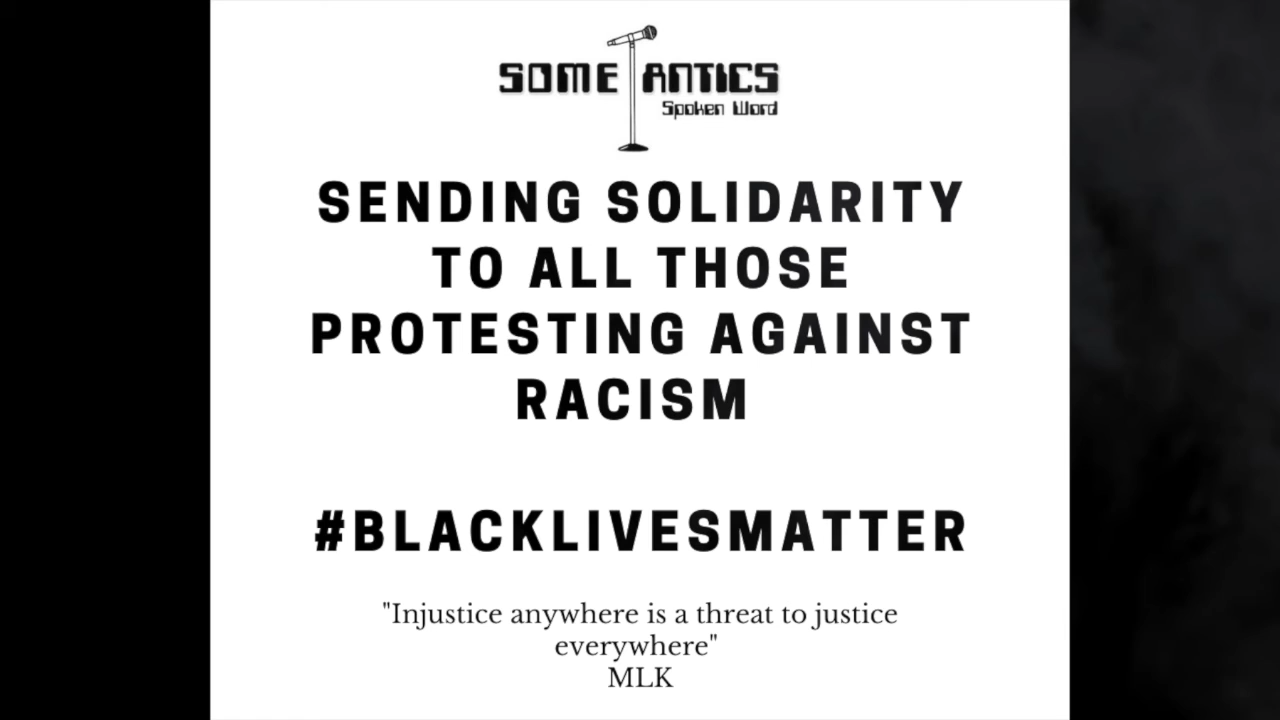 SOME ANTICS
Spoken Word
SENDING SOLIDARITY
TO ALL THOSE
PROTESTING AGAINST
RACISM
#BLACKLIVESMATTER
"Injustice anywhere is a threat to justice
everywhere"
MLK